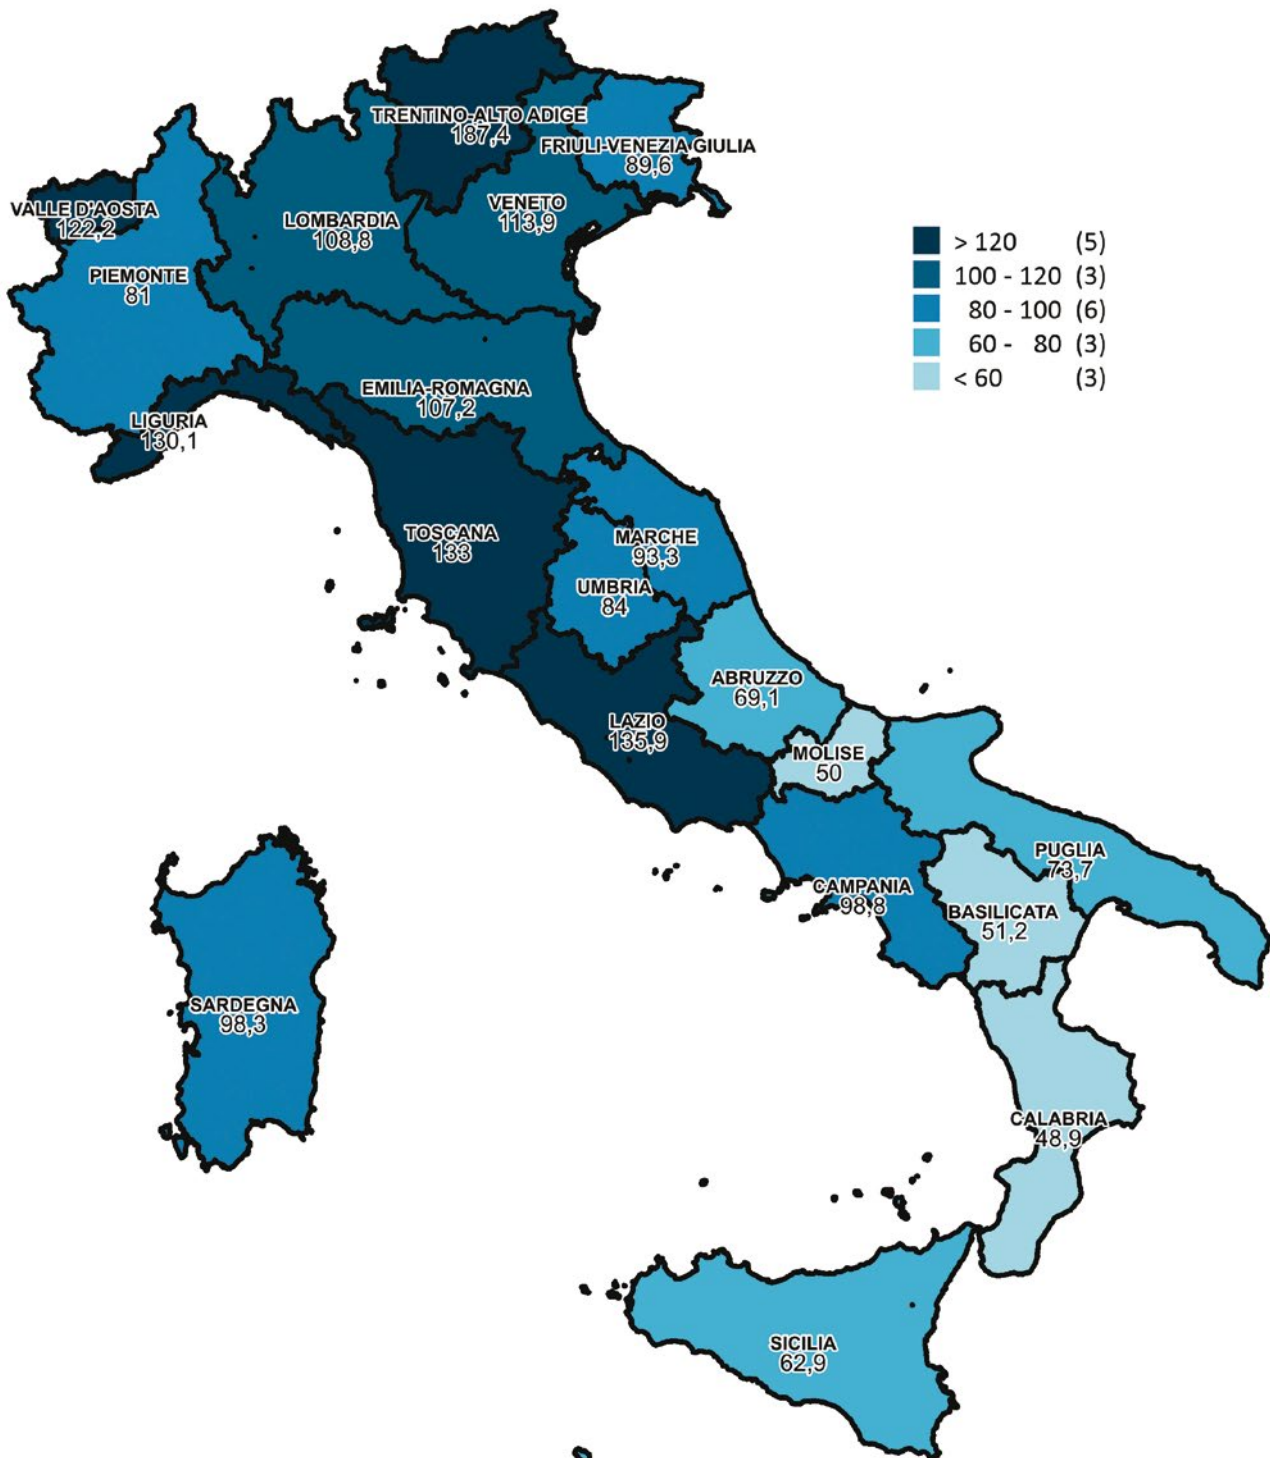 TRENTINO-ALTO ADIGE
187,4
FRIULI-VENEZIA GIULIA
89,6
VALLE D'AOSTA
122,2
LOMBARDIA
108,8
VENETO
113,9
PIEMONTE
81
> 120 (5)
100 - 120 (3)
80 - 100 (6)
60 - 80 (3)
< 60 (3)
EMILIA-ROMAGNA
107,2
LIGURIA
130,1
TOSCANA
133
MARCHE
93,3
UMBRIA
84
ABRUZZO
69,1
LAZIO
135,9
MOLISE
50
PUGLIA
73,7
CAMPANIA
98,8
BASILICATA
51,2
SARDEGNA
98,3
CALABRIA
48,9
SICILIA
62,9